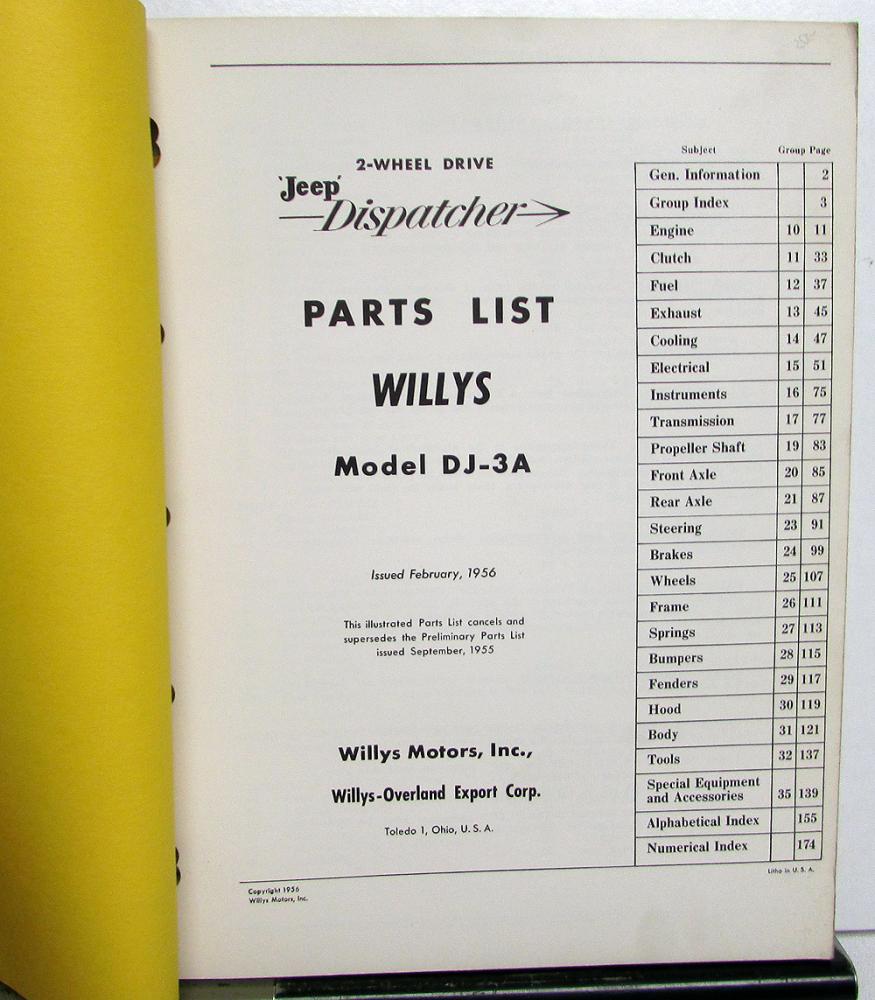 2-WHEEL DRIVE
'Jeep'
Dispatcher
PARTS LIST
WILLYS
Model DJ-3A
Issued February, 1956
This illustrated Parts List cancels and
supersedes the Preliminary Parts List
issued September, 1955
Willys Motors, Inc.,
Willys-Overland Export Corp.
Toledo 1, Ohio, U. S. A.
Copyright 1956
Willys Motors, Inc.
Subject Group Page
Gen. Information 2
Group Index 3
Engine 10 11
Clutch 11 33
Fuel 12 37
Exhaust 13 45
Cooling 14 47
Electrical 15 51
Instruments 16 75
Transmission 17 77
Propeller Shaft 19 83
Front Axle 20 85
Rear Axle 21 87
Steering 23 91
Brakes 24 99
Wheels 25 107
Frame 26 111
Springs 27 113
Bumpers 28 115
Fenders 29 117
Hood 30 119
Body 31 121
Tools 32 137
Special Equipment
and Accessories 35 139
Alphabetical Index 155
Numerical Index 174
Litho in U. S. A.